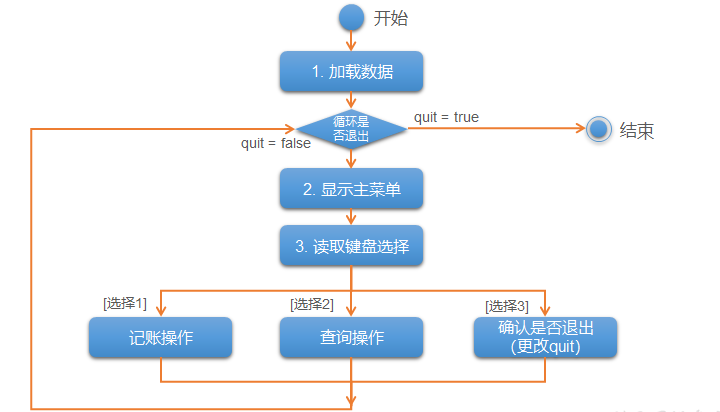 开始
1. 加载数据
循环是
否退出
quit = true
结束
quit = false
2. 显示主菜单
3. 读取键盘选择
[选择1]
[选择2]
[选择3]
记账操作
查询操作
确认是否退出
(更改quit)